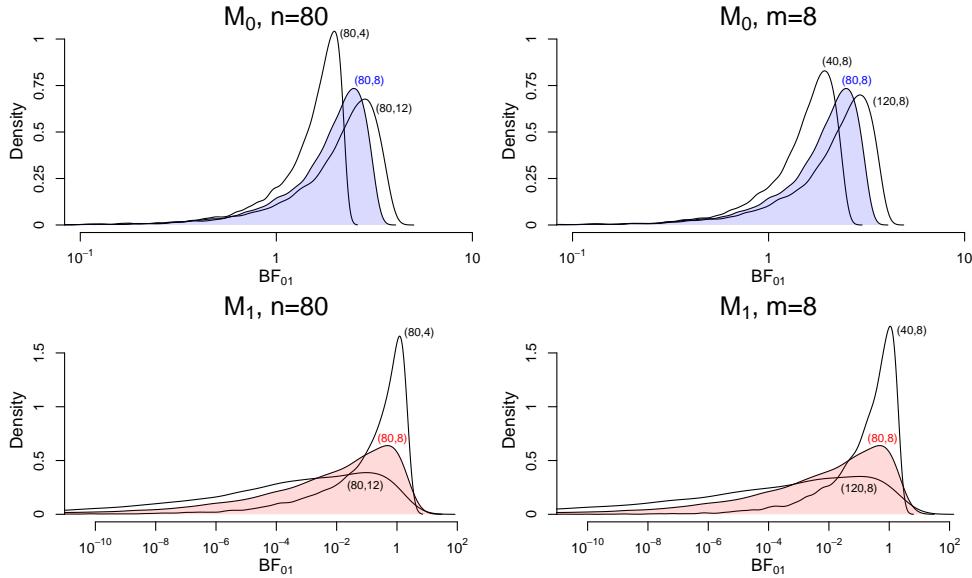 M₀, n=80
Density
0
0.25
0.5
0.75
1
(80,4)
(80,8)
(80,12)
10⁻¹ 1 10
BF₀₁
M₀, m=8
Density
0
0.25
0.5
0.75
1
(40,8)
(80,8)
(120,8)
10⁻¹ 1 10
BF₀₁
M₁, n=80
Density
0
0.5
1
1.5
(80,4)
(80,8)
(80,12)
10⁻¹⁰ 10⁻⁸ 10⁻⁶ 10⁻⁴ 10⁻² 1 10²
BF₀₁
M₁, m=8
Density
0
0.5
1
1.5
(40,8)
(80,8)
(120,8)
10⁻¹⁰ 10⁻⁸ 10⁻⁶ 10⁻⁴ 10⁻² 1 10²
BF₀₁